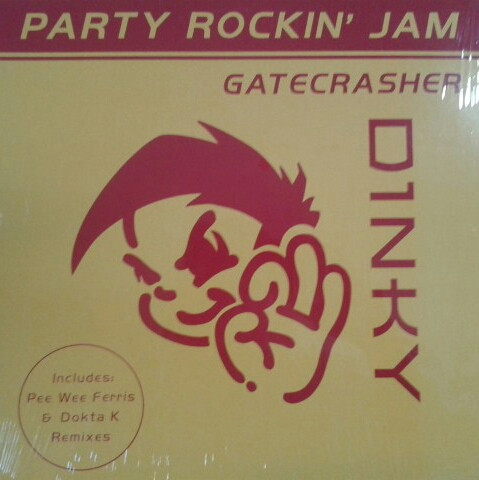 PARTY ROCKIN' JAM
GATECRASHER
DINKY
Includes:
Pee Wee Ferris
& Dokta K
Remixes